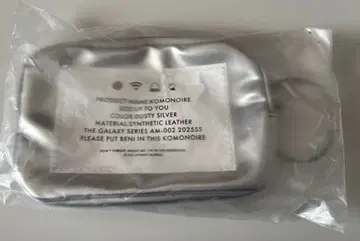 PRODUCT NAME: KOMONOIRE
SIZE: UP TO YOU
COLOR: DUSTY SILVER
MATERIAL: SYNTHETIC LEATHER
THE GALAXY SERIES AM-002 202555
PLEASE PUT BENI IN THIS KOMONOIRE